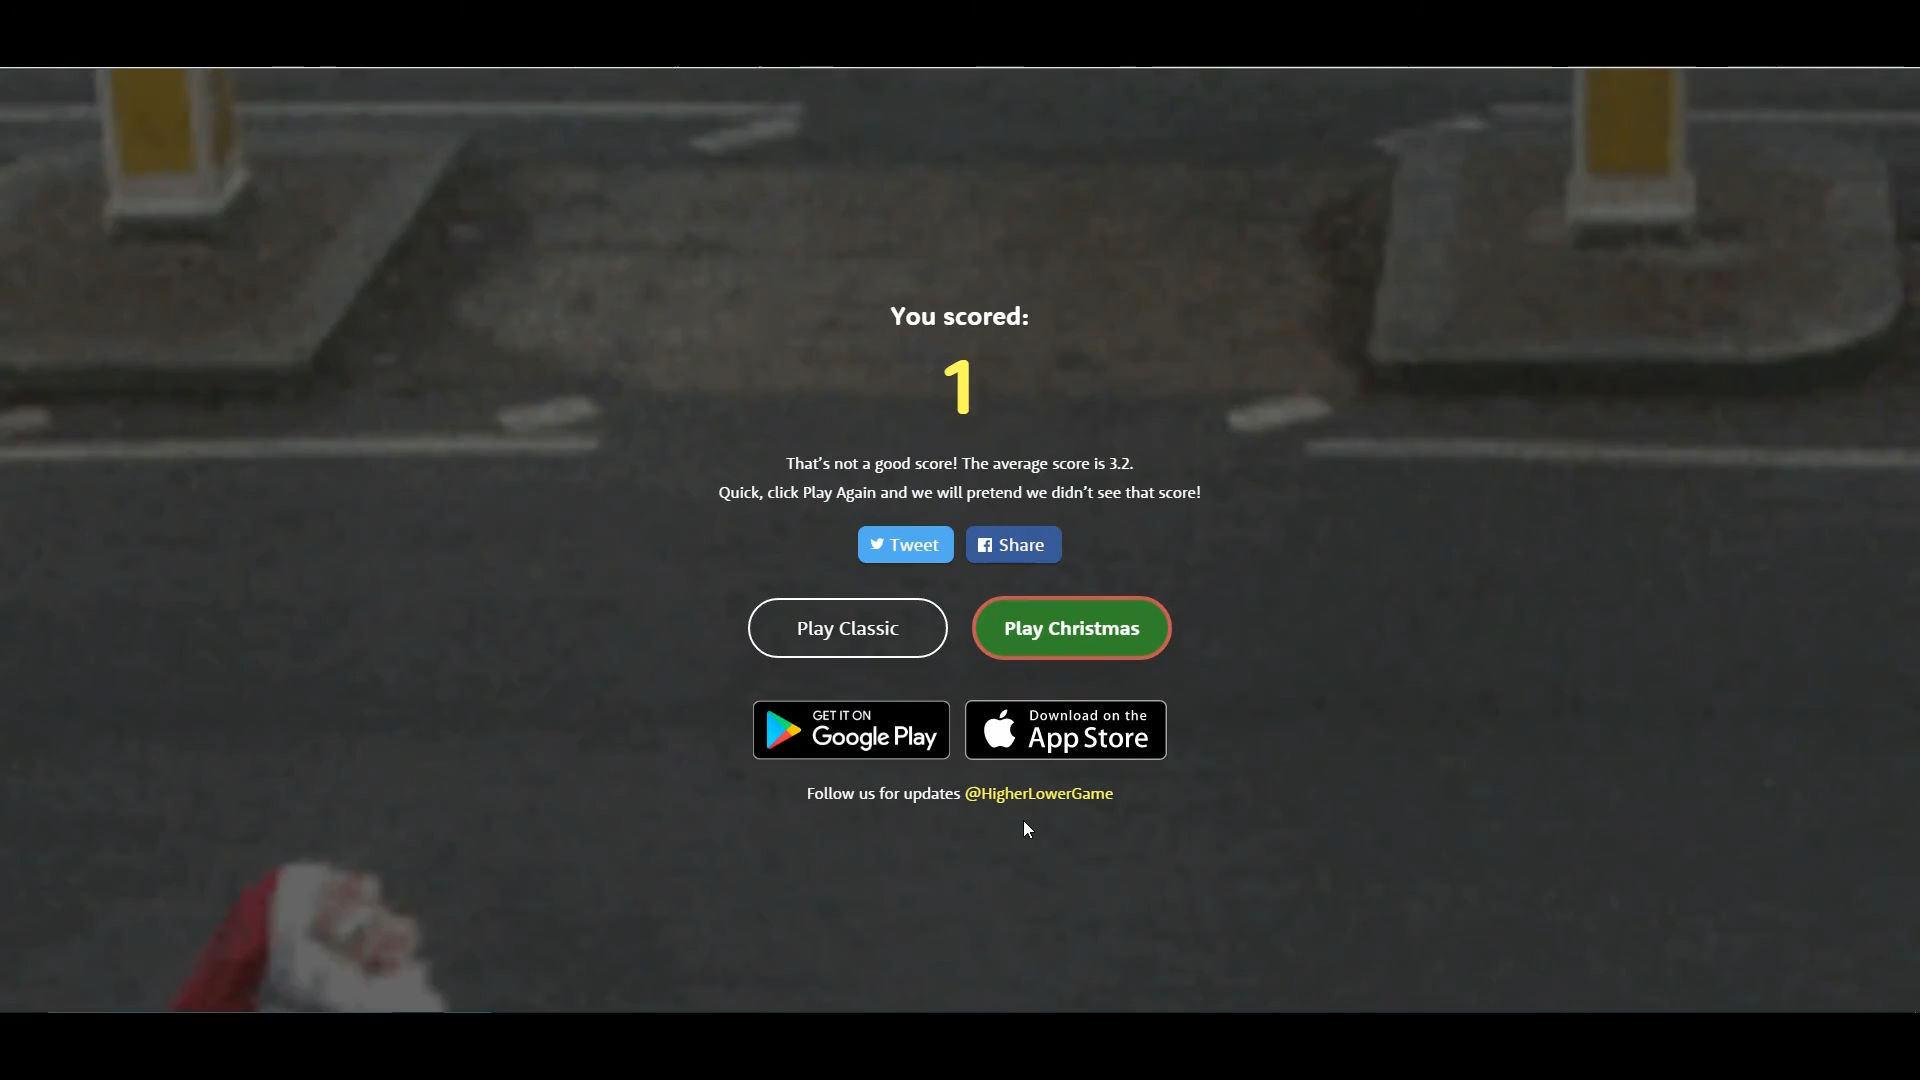 You scored:
1
That's not a good score! The average score is 3.2.
Quick, click Play Again and we will pretend we didn't see that score!
Tweet
Share
Play Classic
Play Christmas
GET IT ON
Google Play
Download on the
App Store
Follow us for updates @HigherLowerGame